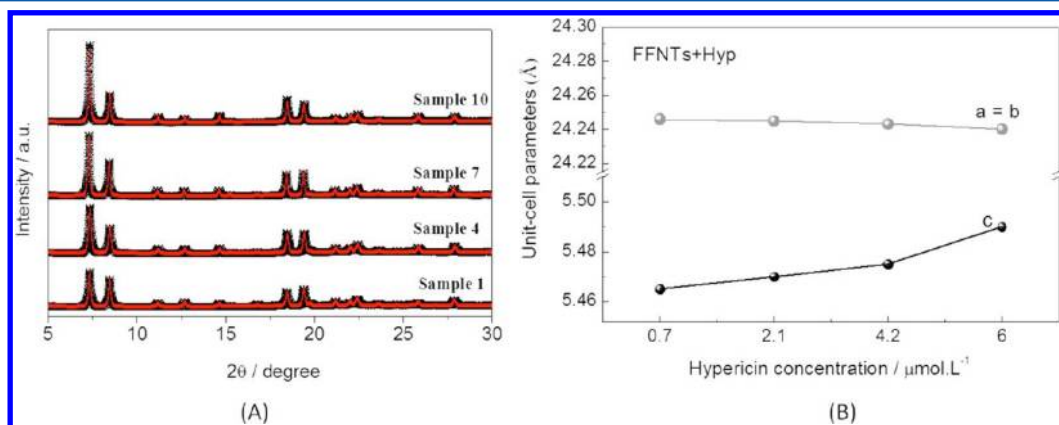 Intensity / a.u.
Sample 10
Sample 7
Sample 4
Sample 1
5 10 15 20 25 30
2θ / degree
(A)
Unit-cell parameters (Å)
24.30
24.28
24.26
24.24
24.22
5.50
5.48
5.46
FFNTs+Hyp
a = b
c
0.7 2.1 4.2 6
Hypericin concentration / μmol.L⁻¹
(B)